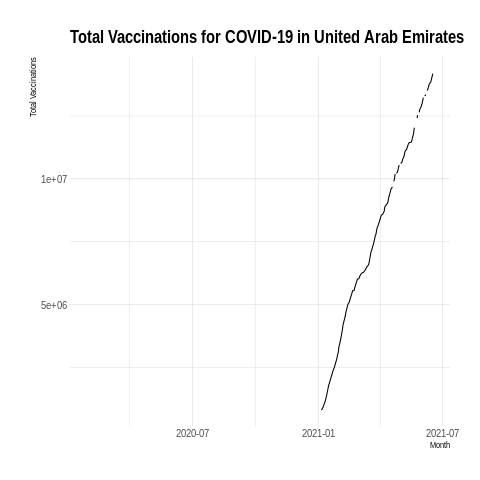 Total Vaccinations for COVID-19 in United Arab Emirates
Total Vaccinations
1e+07
5e+06
2020-07
2021-01
2021-07
Month